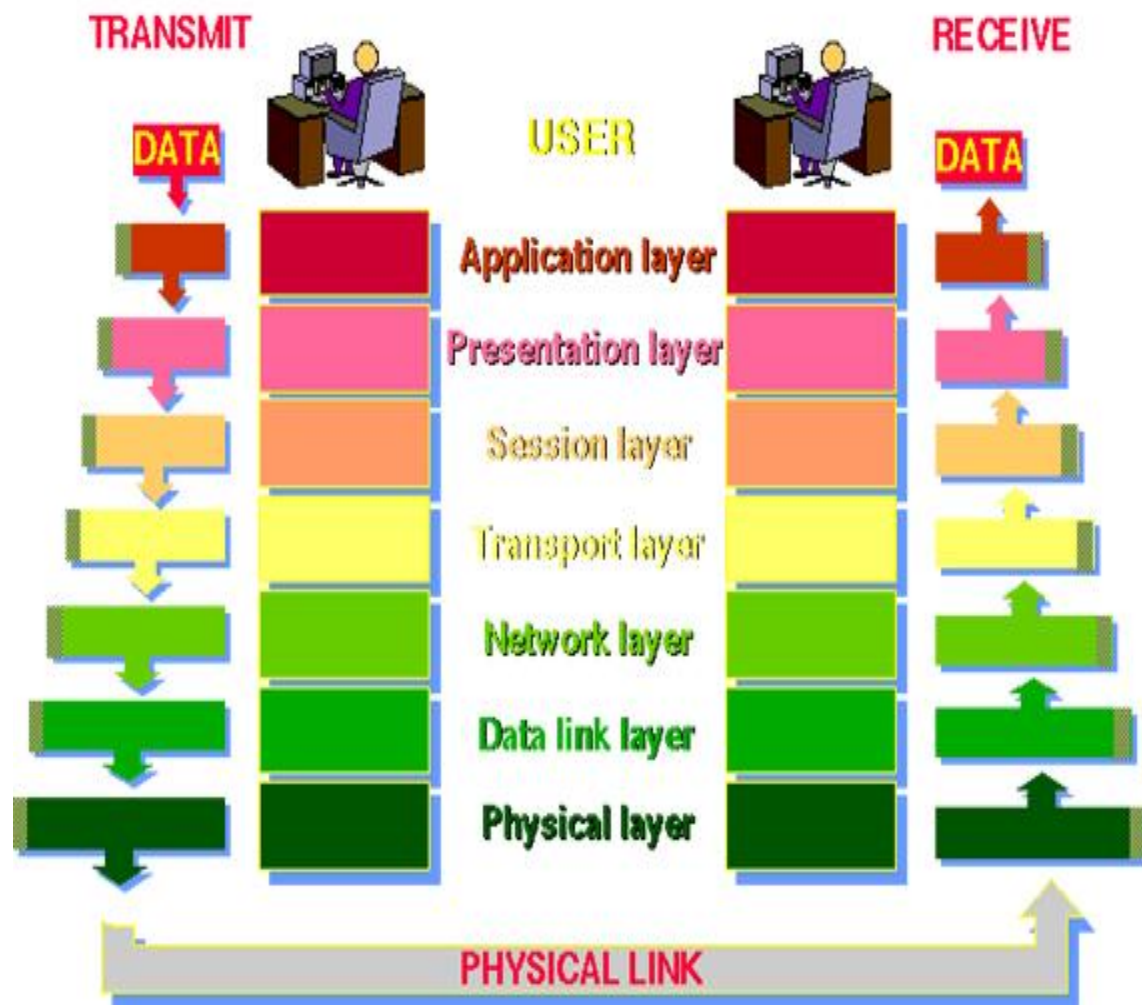 TRANSMIT
RECEIVE
DATA
USER
DATA
Application layer
Presentation layer
Session layer
Transport layer
Network layer
Data link layer
Physical layer
PHYSICAL LINK